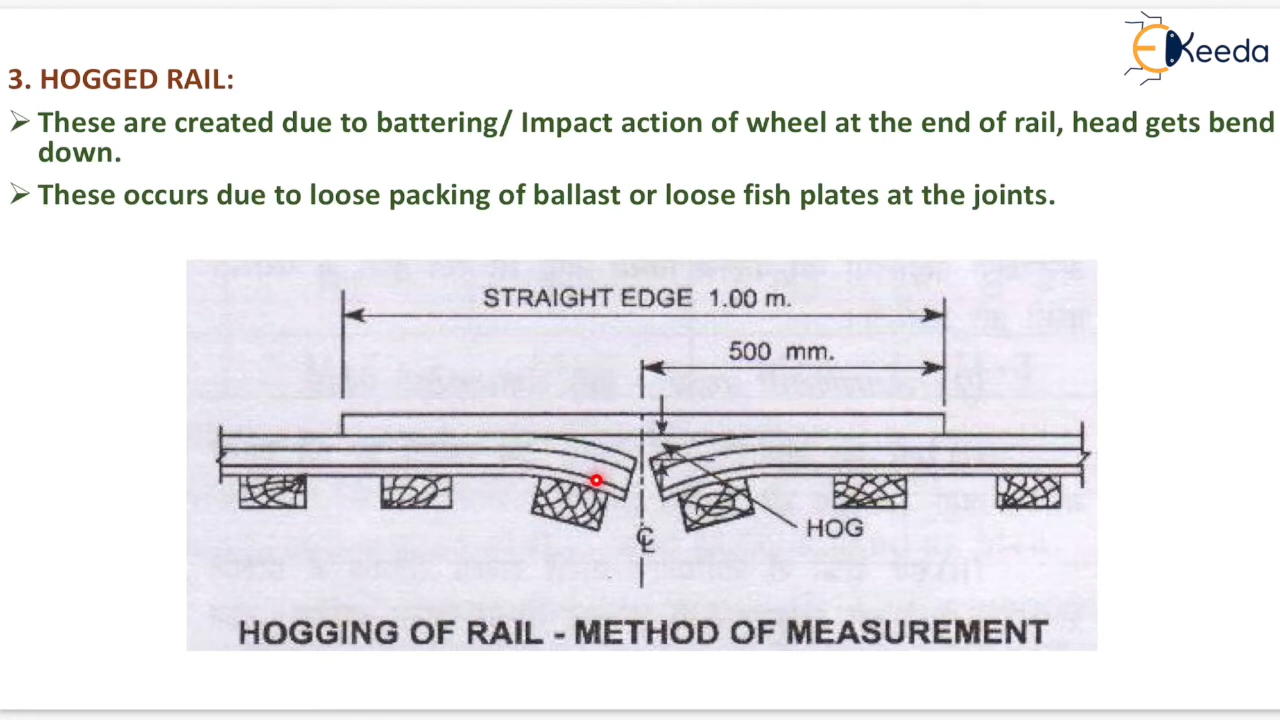 EKeeda
3. HOGGED RAIL:
➢ These are created due to battering/ Impact action of wheel at the end of rail, head gets bend
down.
➢ These occurs due to loose packing of ballast or loose fish plates at the joints.
STRAIGHT EDGE 1.00 m.
500 mm.
HOG
CL
HOGGING OF RAIL - METHOD OF MEASUREMENT